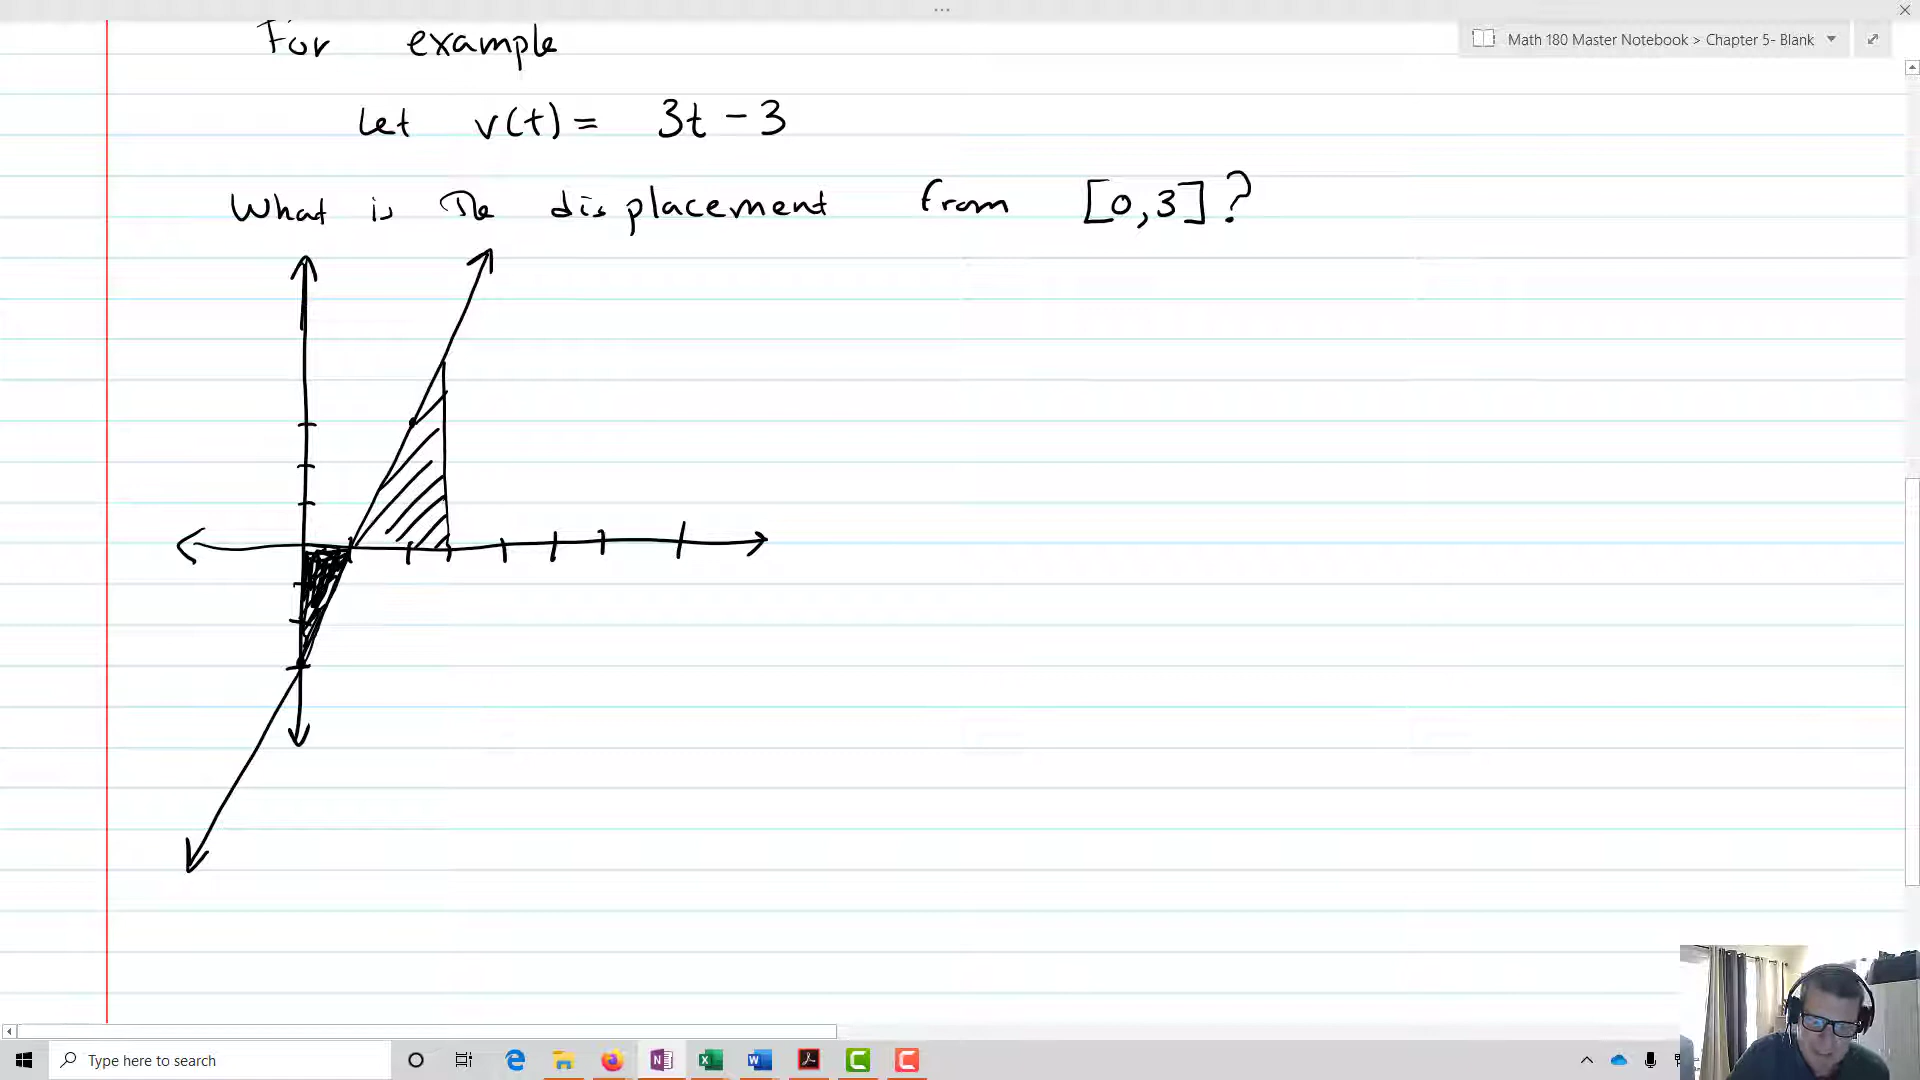 For example
Math 180 Master Notebook > Chapter 5- Blank
Let v(t) = 3t - 3
What is the displacement from [0,3]?
Type here to search